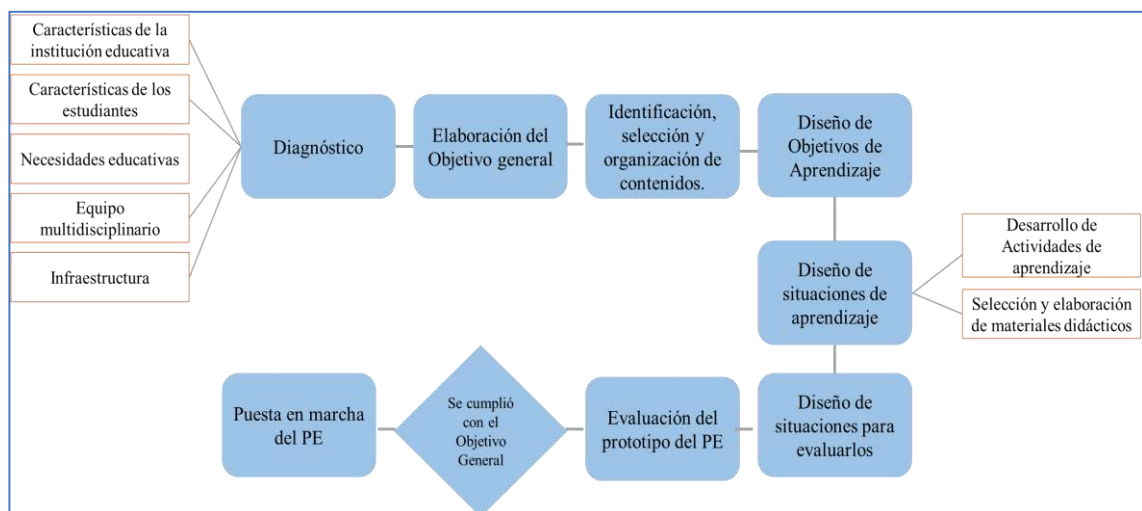 Características de la
institución educativa
Características de los
estudiantes
Necesidades educativas
Equipo
multidisciplinario
Infraestructura
Diagnóstico
Elaboración del
Objetivo general
Identificación,
selección y
organización de
contenidos.
Diseño de
Objetivos de
Aprendizaje
Diseño de
situaciones de
aprendizaje
Desarrollo de
Actividades de
aprendizaje
Selección y elaboración
de materiales didácticos
Diseño de
situaciones para
evaluarlos
Evaluación del
prototipo del PE
Se cumplió
con el
Objetivo
General
Puesta en marcha
del PE